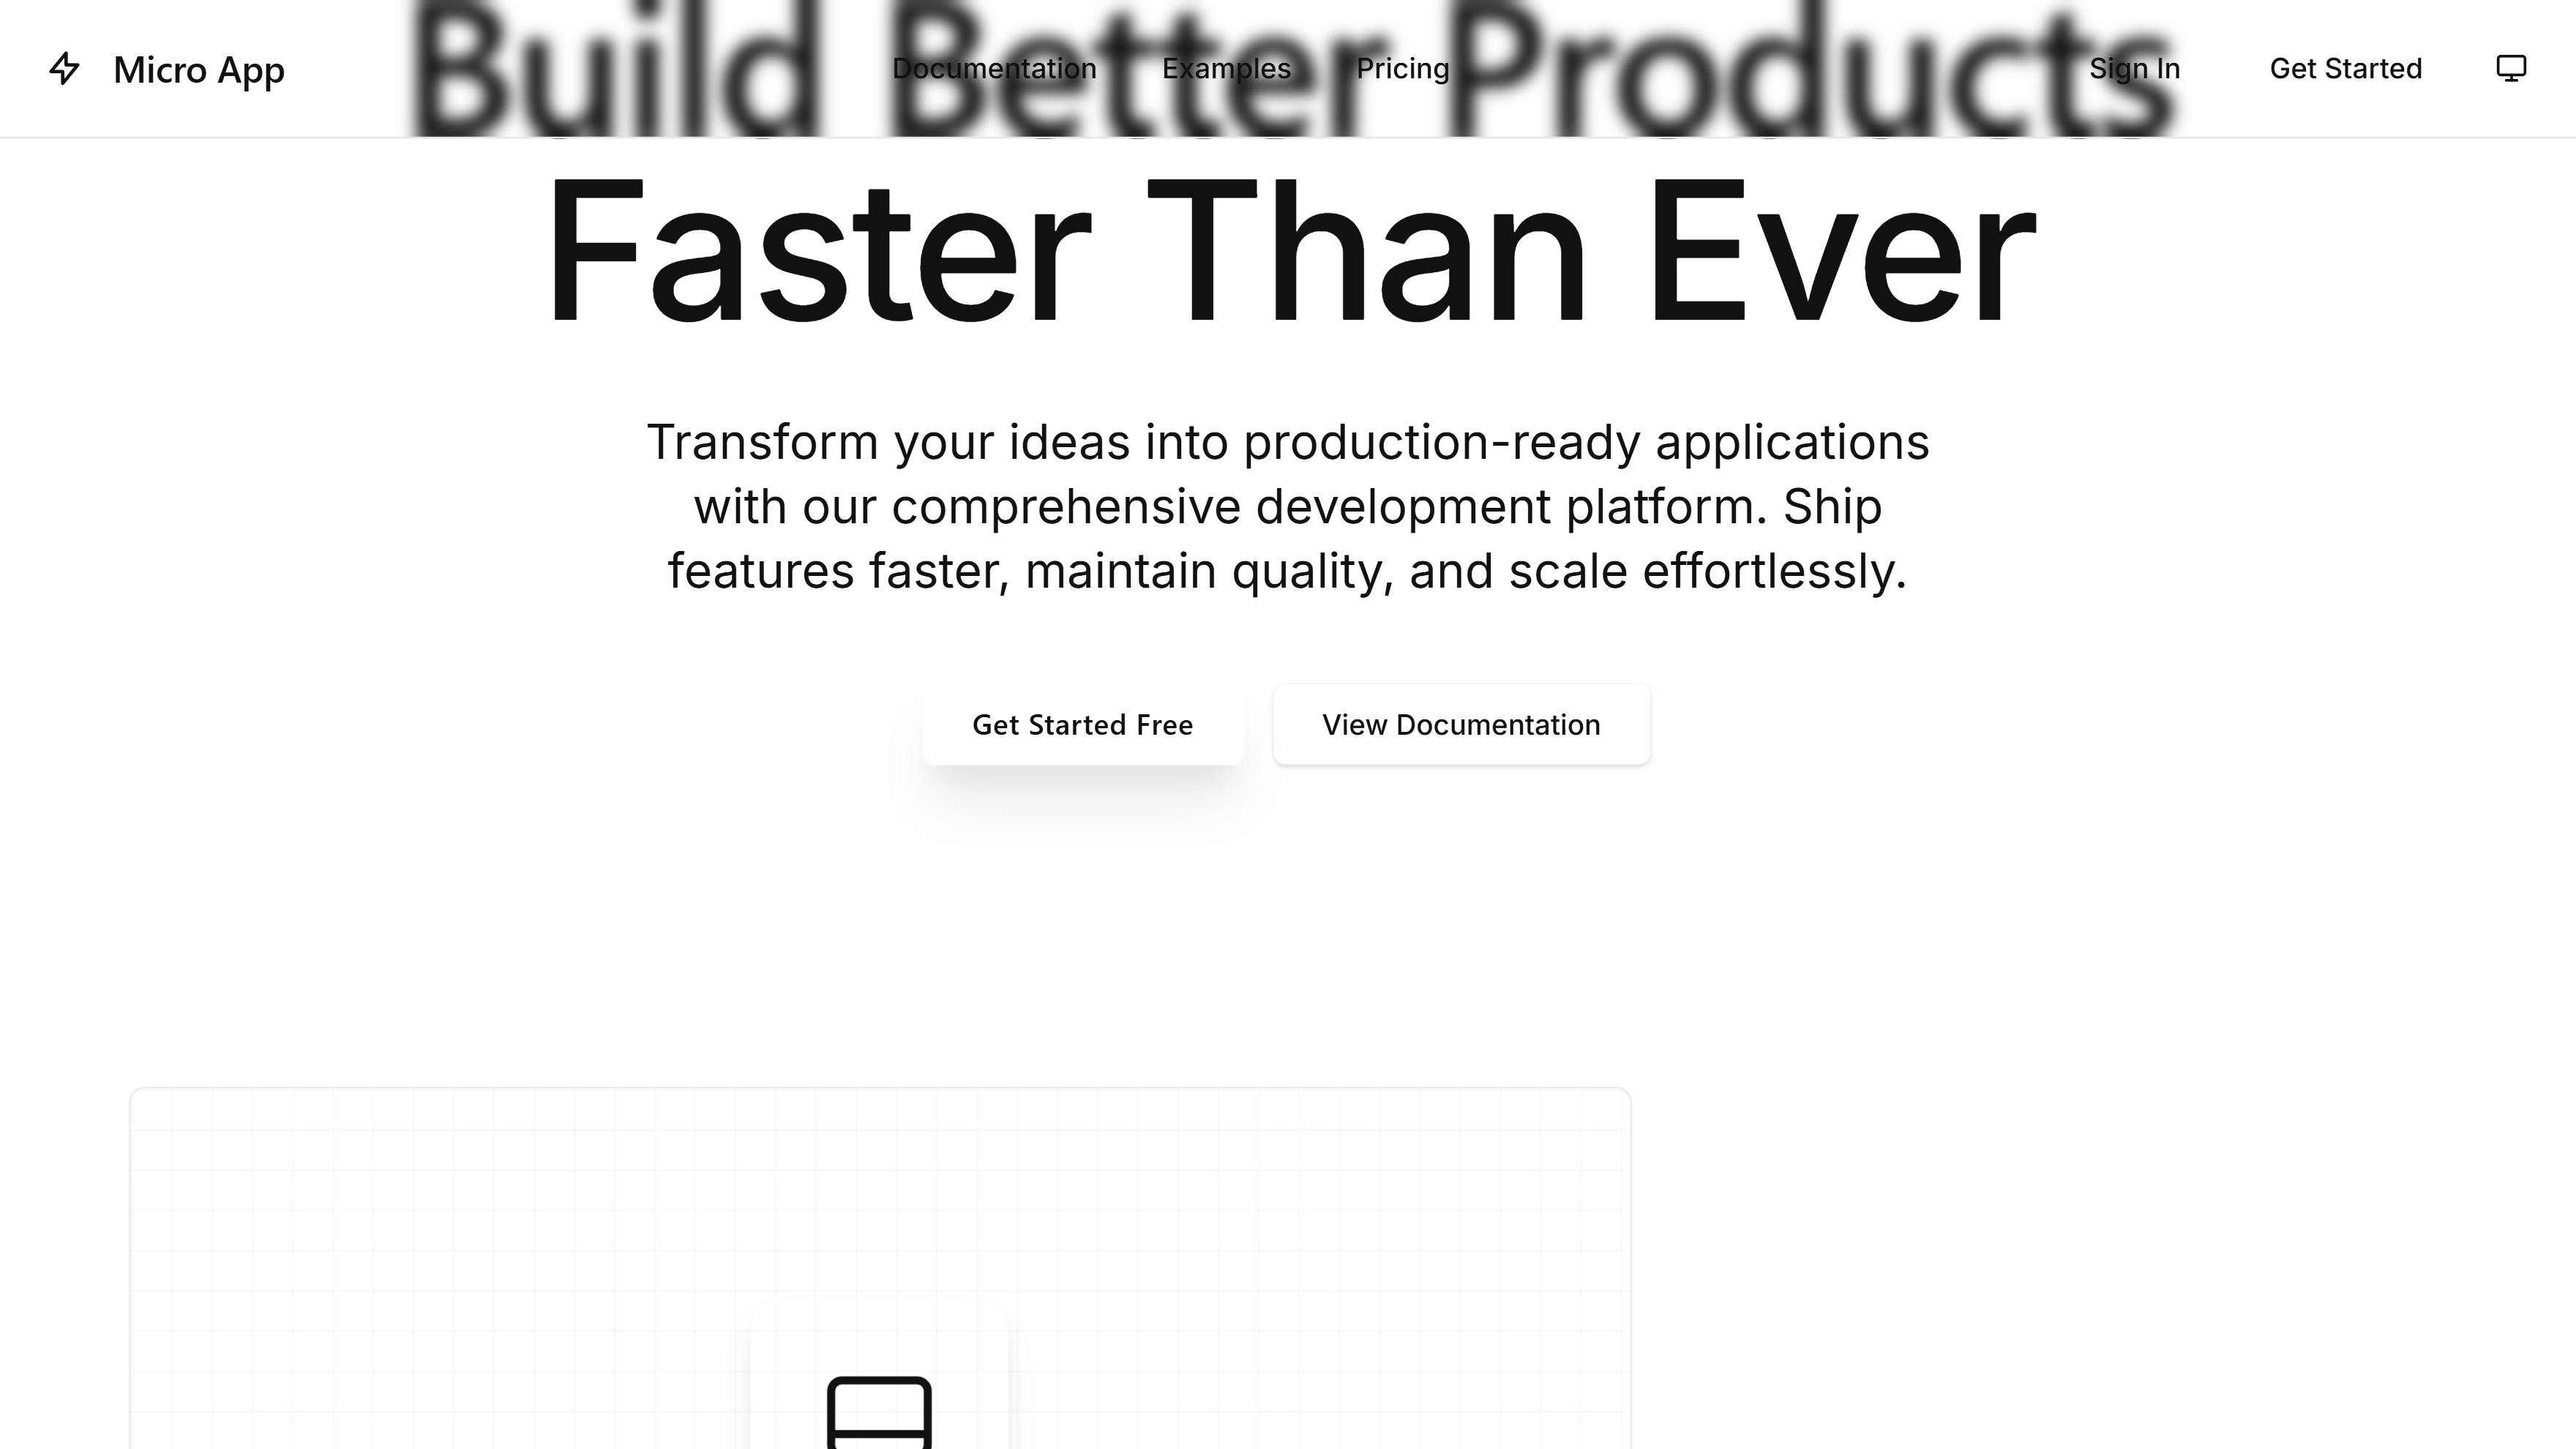 Micro App
Documentation
Examples
Pricing
Sign In
Get Started
Build Better Products
Faster Than Ever
Transform your ideas into production-ready applications
with our comprehensive development platform. Ship
features faster, maintain quality, and scale effortlessly.
Get Started Free
View Documentation